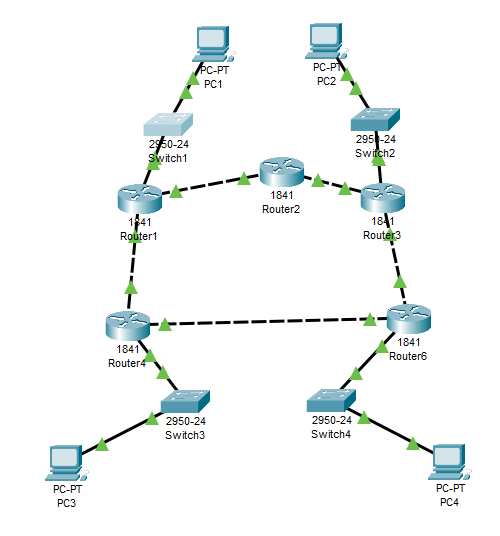 PC-PT
PC1
PC-PT
PC2
2950-24
Switch1
2950-24
Switch2
1841
Router1
1841
Router2
1841
Router3
1841
Router4
1841
Router6
2950-24
Switch3
2950-24
Switch4
PC-PT
PC3
PC-PT
PC4